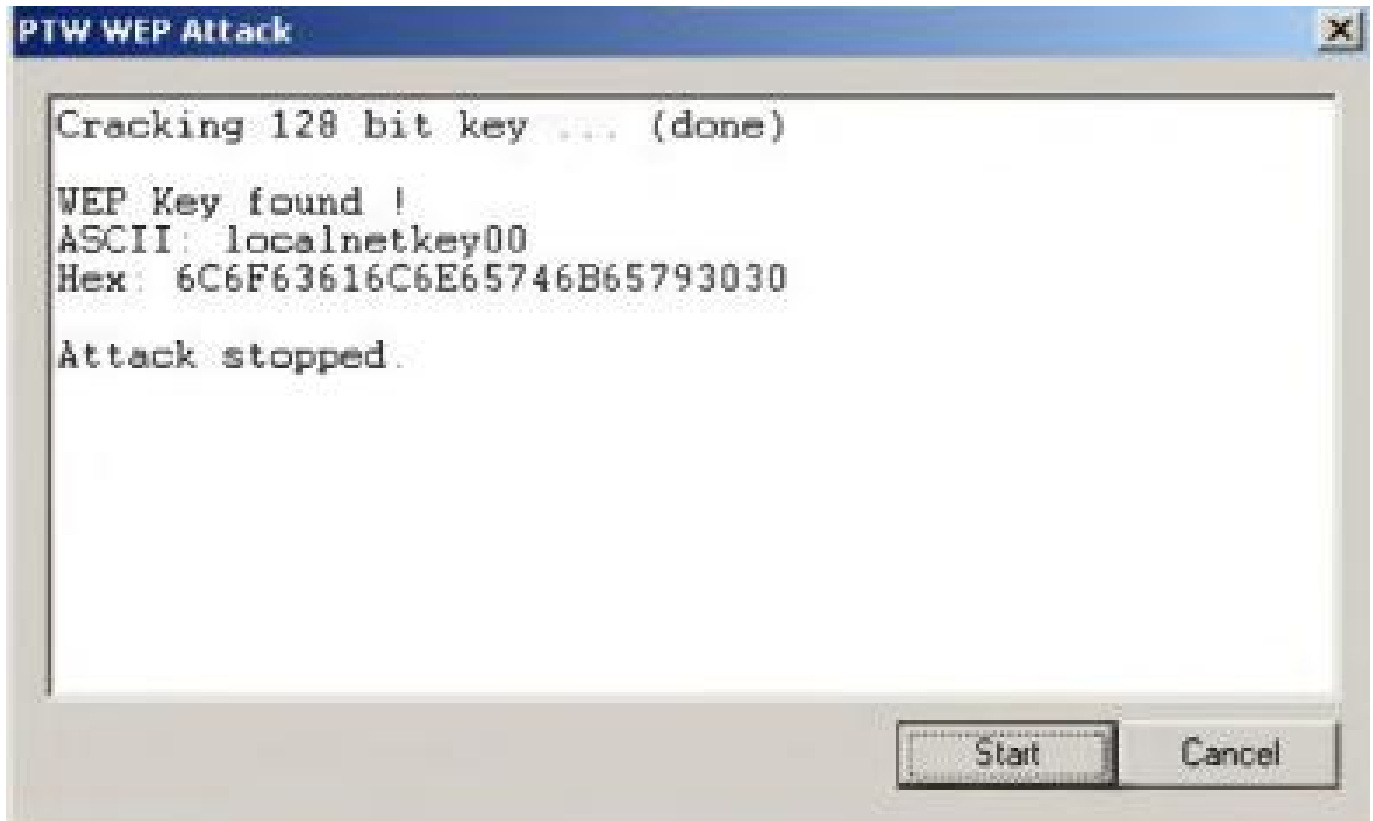 PTW WEP Attack
Cracking 128 bit key ... (done)
WEP Key found !
ASCII: localnetkey00
Hex: 6C6F63616C6E65746B65793030
Attack stopped.
Start
Cancel